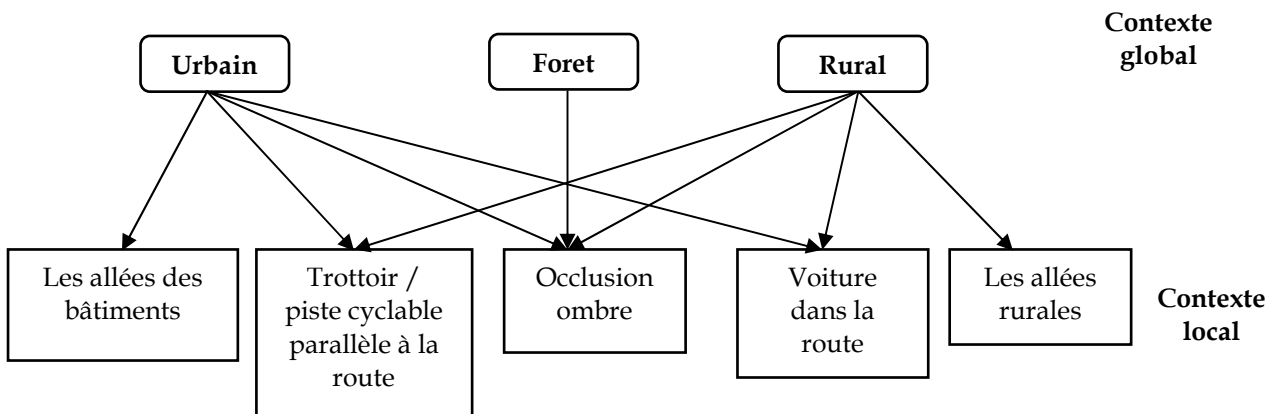 Contexte
global
Urbain
Foret
Rural
Les allées des
bâtiments
Trottoir /
piste cyclable
parallèle à la
route
Occlusion
ombre
Voiture
dans la
route
Les allées
rurales
Contexte
local